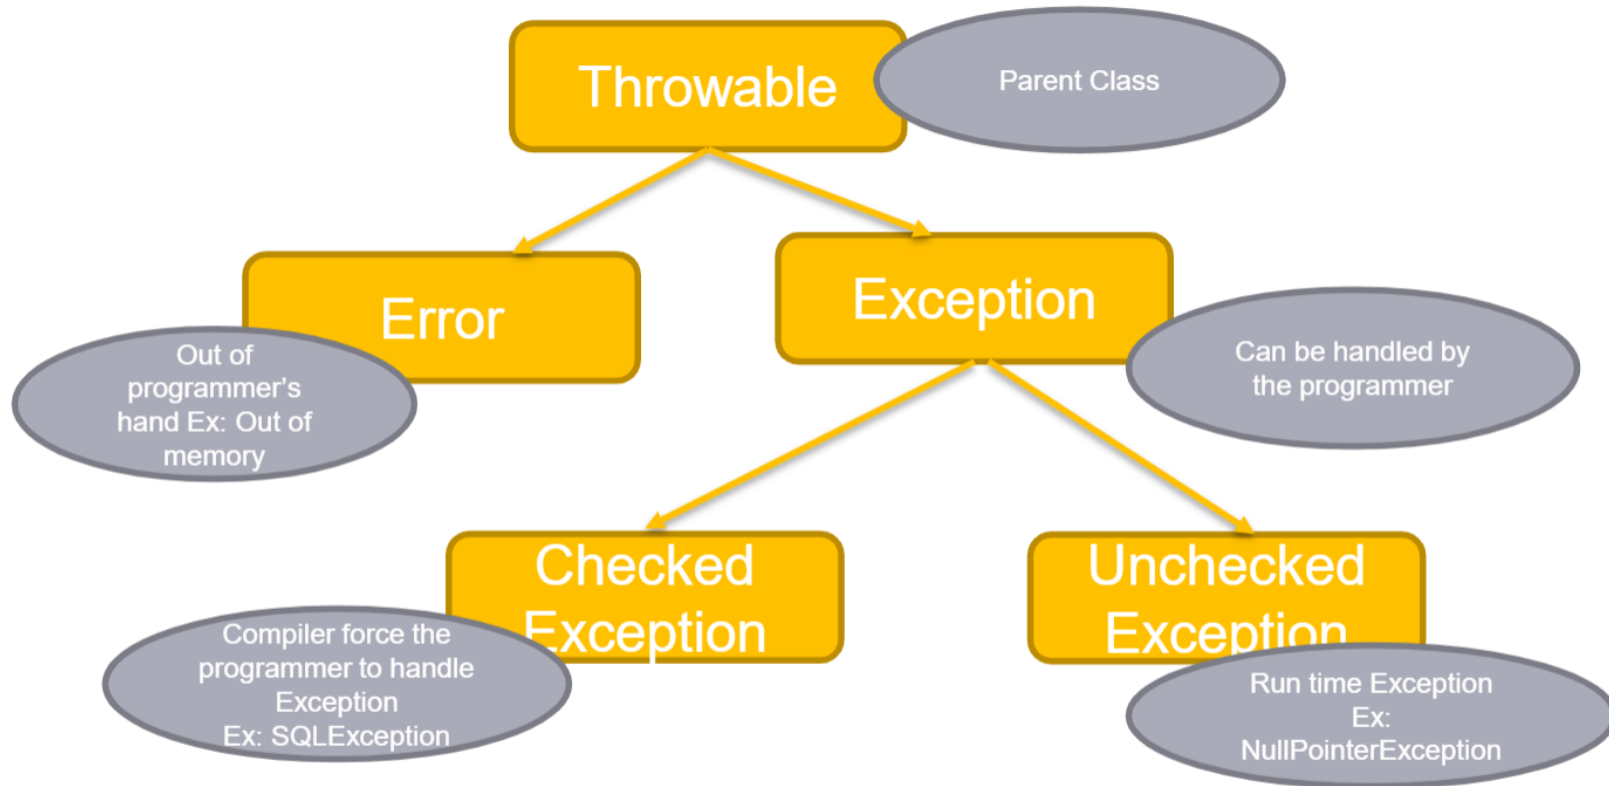 Throwable
Parent Class
Error
Out of
programmer’s
hand Ex: Out of
memory
Exception
Can be handled by
the programmer
Checked
Exception
Compiler force the
programmer to handle
Exception
Ex: SQLException
Unchecked
Exception
Run time Exception
Ex:
NullPointerException